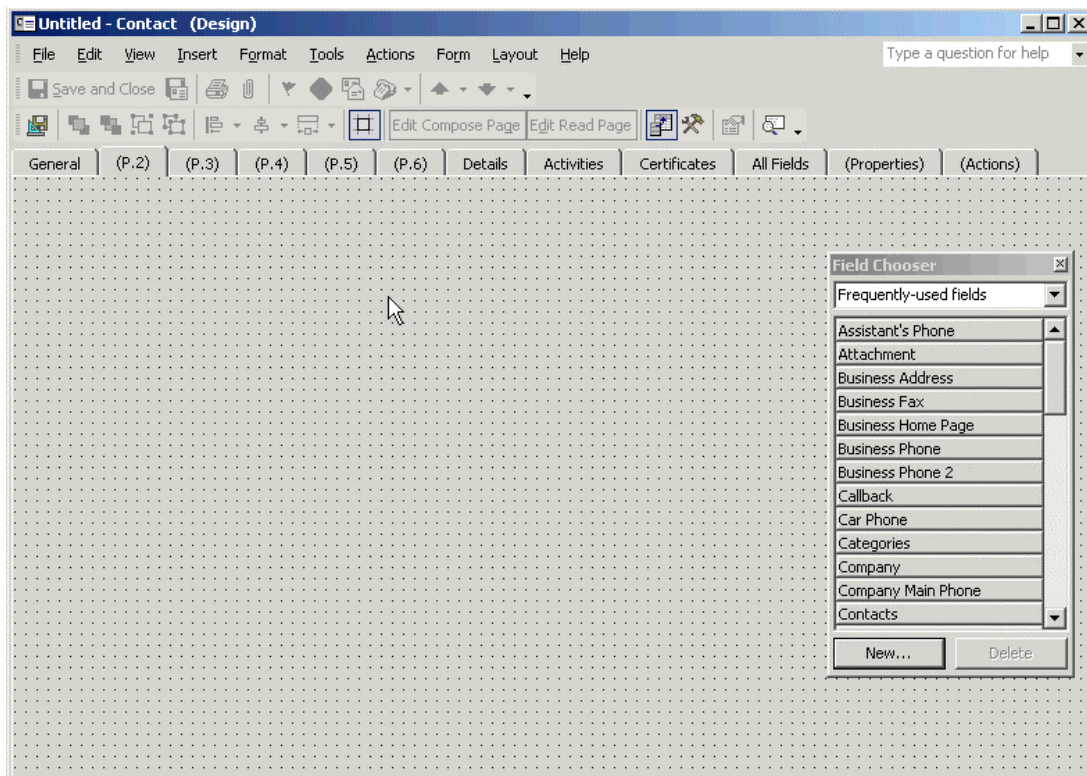 Untitled - Contact (Design)
File Edit View Insert Format Tools Actions Form Layout Help Type a question for help
Save and Close
Edit Compose Page Edit Read Page
General (P.2) (P.3) (P.4) (P.5) (P.6) Details Activities Certificates All Fields (Properties) (Actions)
Field Chooser
Frequently-used fields
Assistant's Phone
Attachment
Business Address
Business Fax
Business Home Page
Business Phone
Business Phone 2
Callback
Car Phone
Categories
Company
Company Main Phone
Contacts
New... Delete